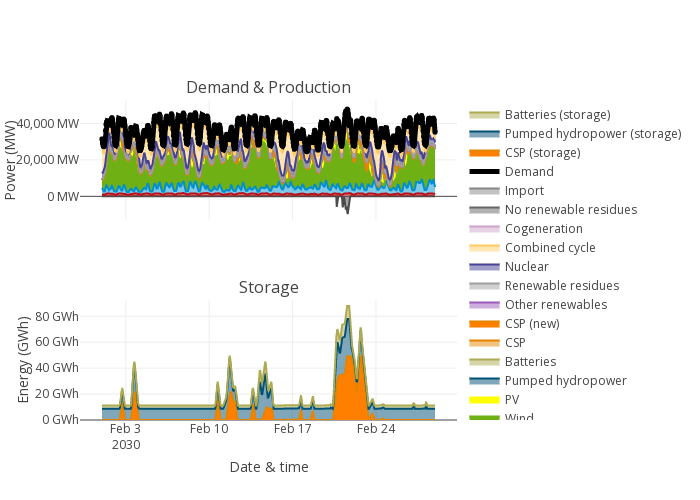 Demand & Production
Power (MW)
40,000 MW
20,000 MW
0 MW
Storage
Energy (GWh)
80 GWh
60 GWh
40 GWh
20 GWh
0 GWh
Feb 3
2030
Feb 10
Feb 17
Feb 24
Date & time
Batteries (storage)
Pumped hydropower (storage)
CSP (storage)
Demand
Import
No renewable residues
Cogeneration
Combined cycle
Nuclear
Renewable residues
Other renewables
CSP (new)
CSP
Batteries
Pumped hydropower
PV
Wind